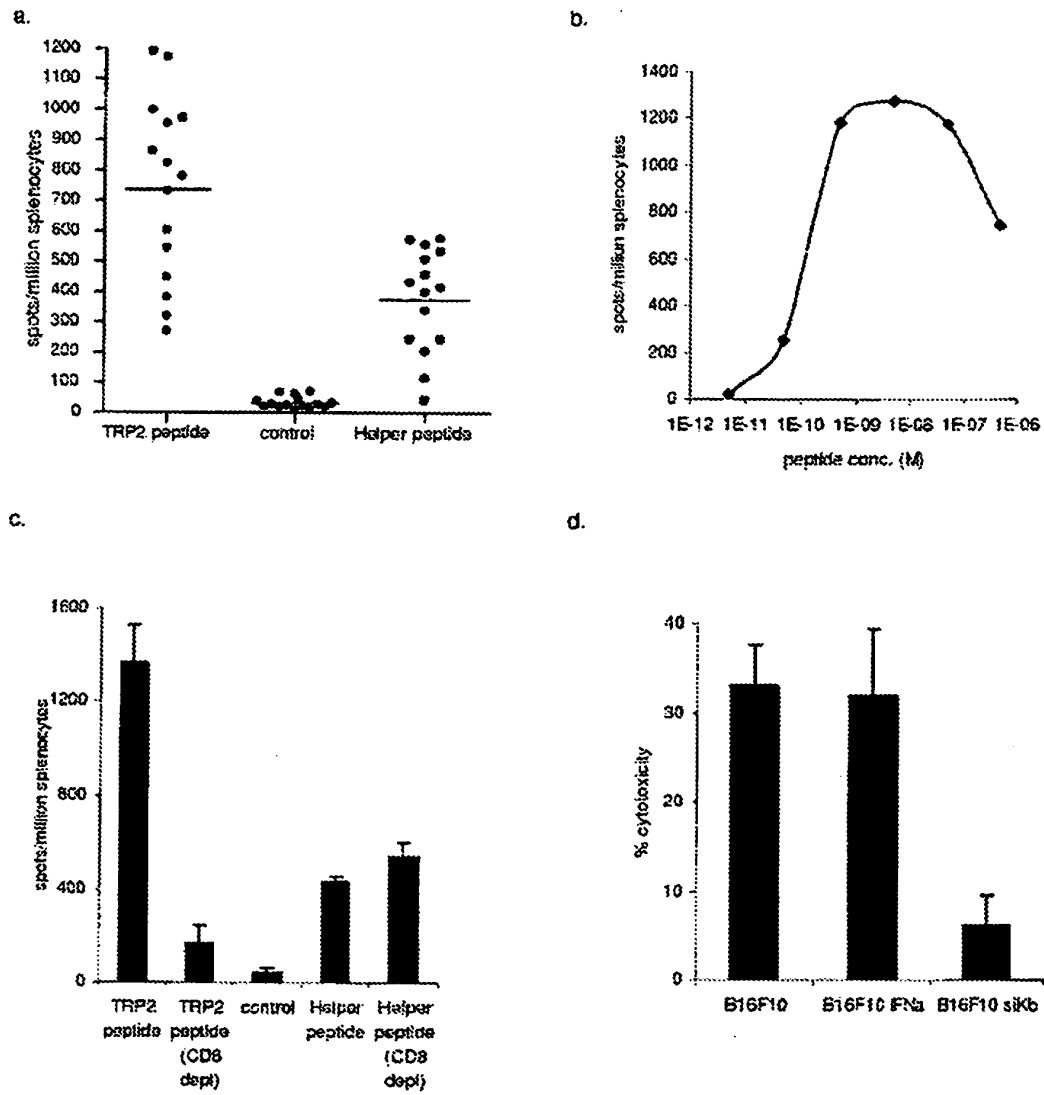 a.
1200
1100
1000
900
800
700
600
500
400
300
200
100
0
spots/million splenocytes
TRP2 peptide
control
Helper peptide
b.
1400
1200
1000
800
600
400
200
0
spots/million splenocytes
1E-12 1E-11 1E-10 1E-09 1E-08 1E-07 1E-06
peptide conc. (M)
c.
1600
1200
800
400
0
spots/million splenocytes
TRP2
peptide
TRP2
peptide
(CD8
depl)
control
Helper
peptide
Helper
peptide
(CD8
depl)
d.
40
30
20
10
0
% cytotoxicity
B16F10
B16F10 IFNa
B16F10 siKb